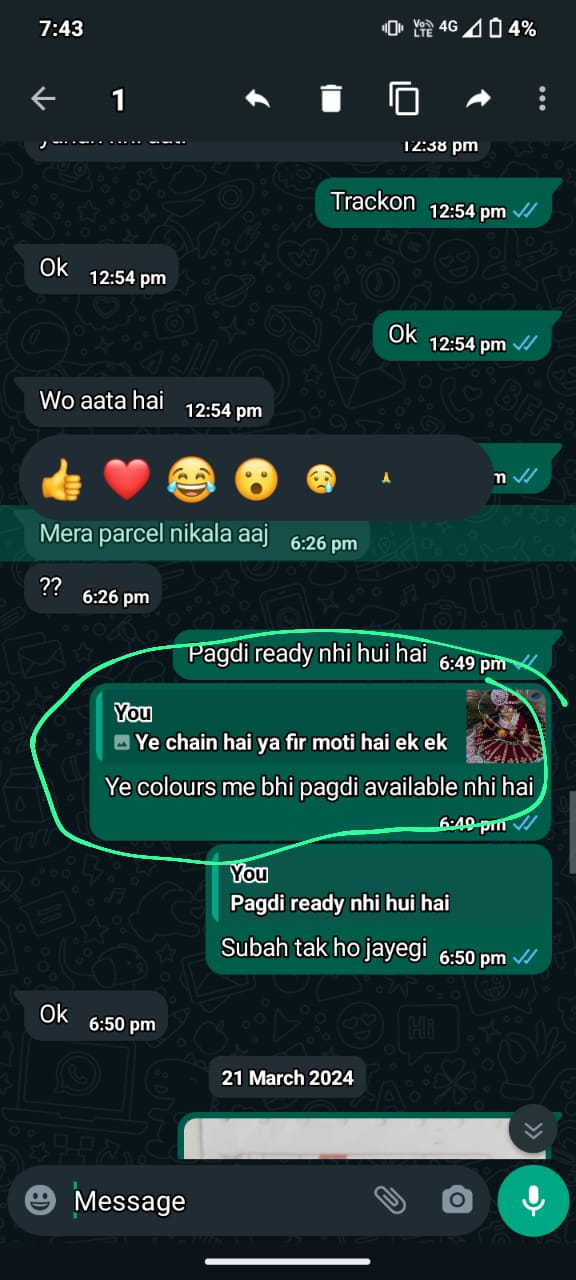 7:43 Vo LTE 4G 4%
1
12:38 pm
Trackon 12:54 pm
Ok 12:54 pm
Ok 12:54 pm
Wo aata hai 12:54 pm
m
Mera parcel nikala aaj 6:26 pm
?? 6:26 pm
Pagdi ready nhi hui hai 6:49 pm
You
Ye chain hai ya fir moti hai ek ek
Ye colours me bhi pagdi available nhi hai
6:49 pm
You
Pagdi ready nhi hui hai
Subah tak ho jayegi 6:50 pm
Ok 6:50 pm
21 March 2024
Message